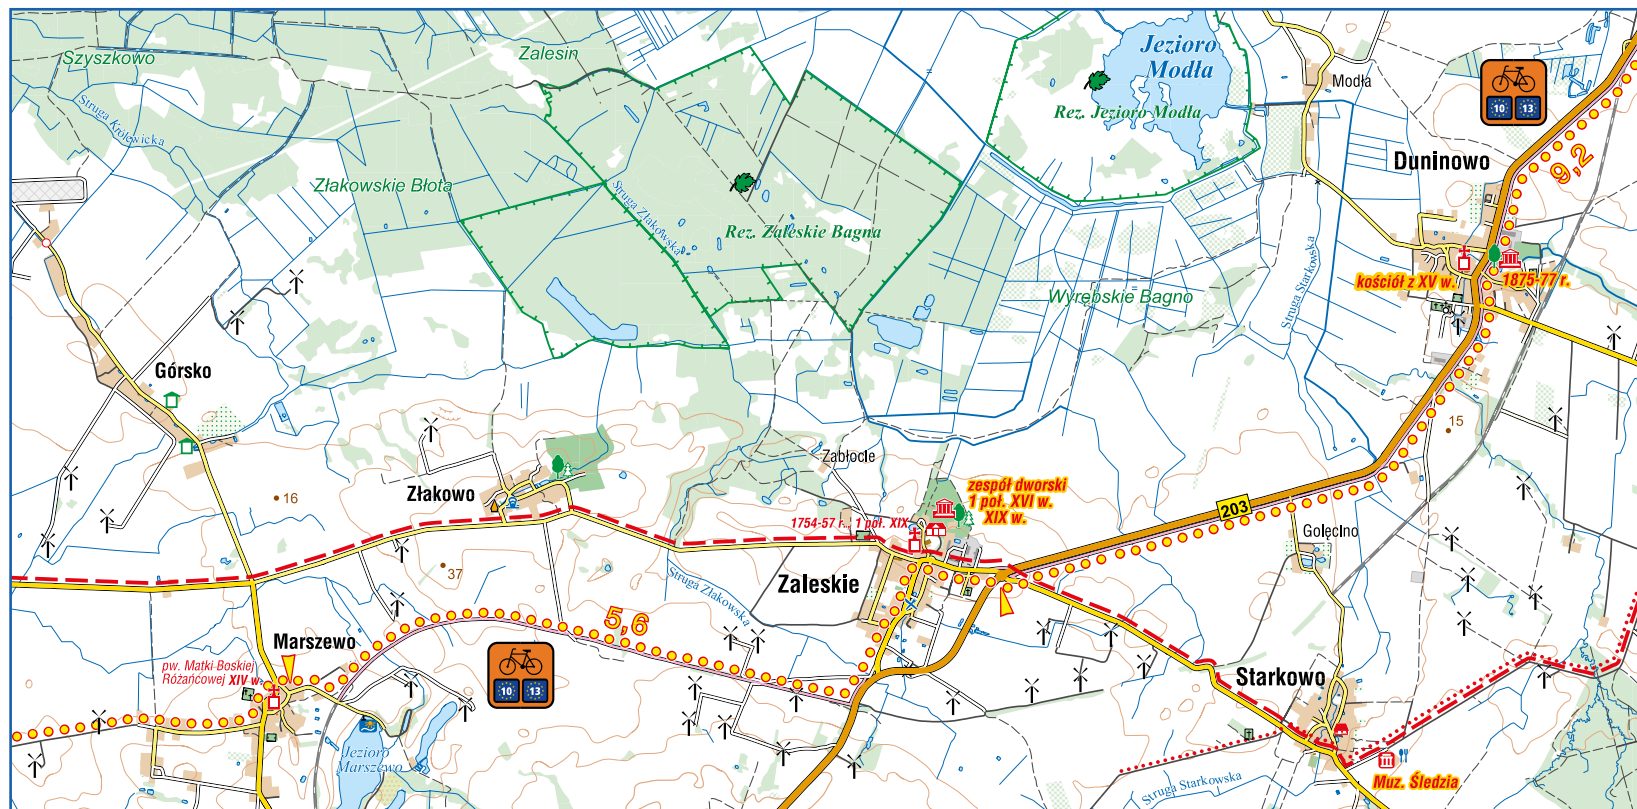 Szyszkowo
Zalesin
Jezioro
Modła
Modła
Rez. Jezioro Modła
10 13
Struga Królewicka
Duninowo
9,2
Złakowskie Błota
Struga Złakowska
Rez. Zaleskie Bagna
Struga Starkowska
kościół z XV w.
1875-77 r.
Wyrębskie Bagno
Górsko
15
Zabłocie
Złakowo
16
zespół dworski
1 poł. XVI w.
XIX w.
203
1754-57 r., 1 poł. XIX
Golęcino
37
Zaleskie
Struga Złakowska
5,6
Marszewo
pw. Matki Boskiej
Różańcowej XIV w.
10 13
Starkowo
Jezioro
Marszewo
Struga Starkowska
Muz. Śledzia